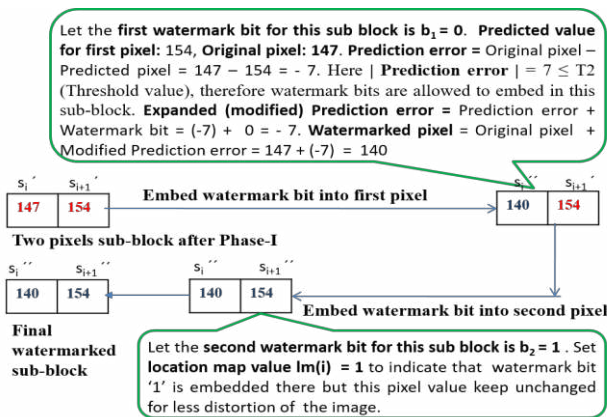 Let the first watermark bit for this sub block is b1 = 0. Predicted value
for first pixel: 154, Original pixel: 147. Prediction error = Original pixel –
Predicted pixel = 147 – 154 = - 7. Here | Prediction error | = 7 ≤ T2
(Threshold value), therefore watermark bits are allowed to embed in this
sub-block. Expanded (modified) Prediction error = Prediction error +
Watermark bit = (-7) + 0 = - 7. Watermarked pixel = Original pixel +
Modified Prediction error = 147 + (-7) = 140
si´ si+1´ Embed watermark bit into first pixel si´´ si+1´
147 154 140 154
Two pixels sub-block after Phase-I
si´´ si+1´´ si´´ si+1´´
140 154 140 154
Embed watermark bit into second pixel
Final
watermarked
sub-block
Let the second watermark bit for this sub block is b2 = 1 . Set
location map value lm(i) = 1 to indicate that watermark bit
‘1’ is embedded there but this pixel value keep unchanged
for less distortion of the image.